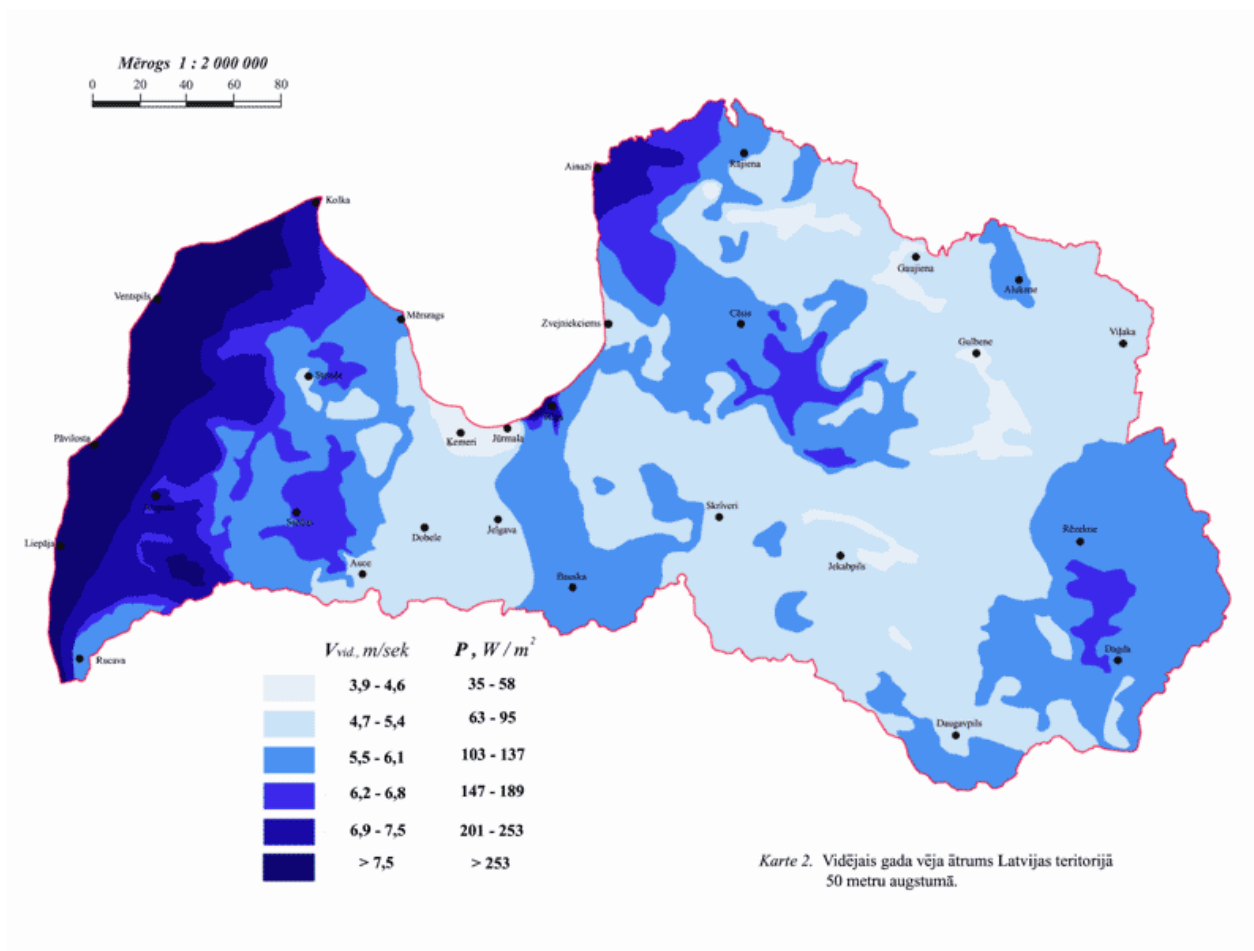 Mērogs 1 : 2 000 000
0 20 40 60 80
Kolka
Ainaži
Rūjiena
Gaujiena
Alūksne
Ventspils
Mērsrags
Zvejniekciems
Cēsis
Viļaka
Gulbene
Stende
Pāvilosta
Ķemeri
Jūrmala
Skrīveri
Rēzekne
Liepāja
Dobele
Jelgava
Jekabpils
Auce
Bauska
Rucava
Dagda
Daugavpils
Vvid., m/sek P , W / m²
3,9 - 4,6 35 - 58
4,7 - 5,4 63 - 95
5,5 - 6,1 103 - 137
6,2 - 6,8 147 - 189
6,9 - 7,5 201 - 253
> 7,5 > 253
Karte 2. Vidējais gada vēja ātrums Latvijas teritorijā
50 metru augstumā.